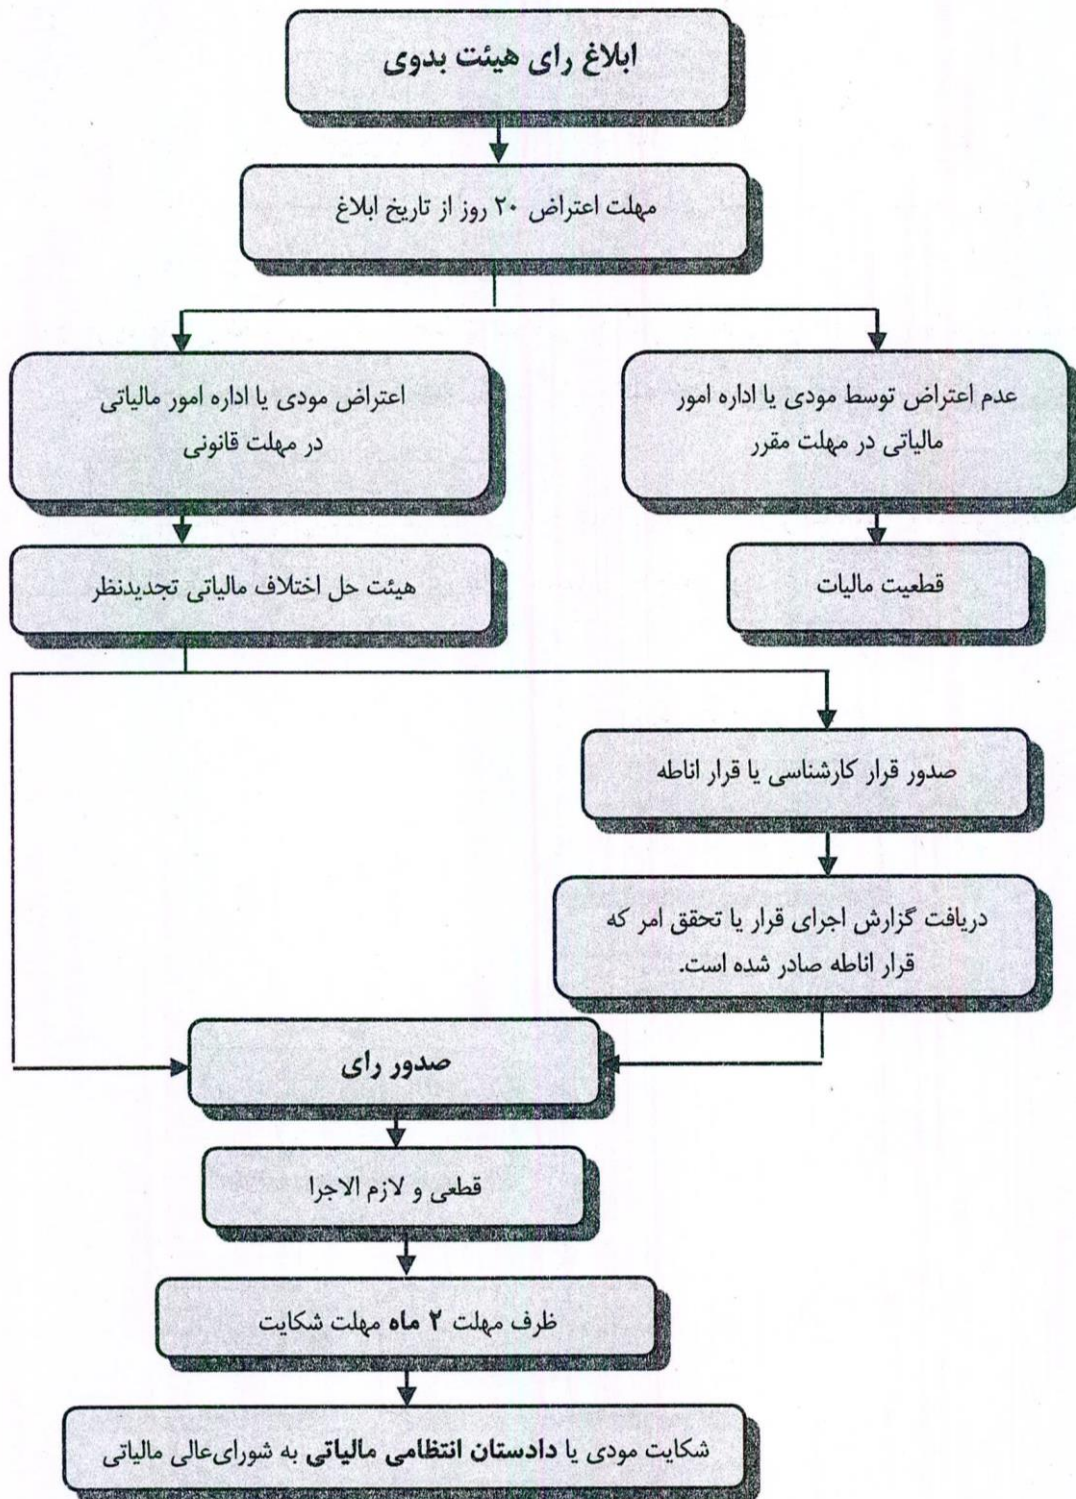 ابلاغ رای هیئت بدوی
مهلت اعتراض ۲۰ روز از تاریخ ابلاغ
عدم اعتراض توسط مودی یا اداره امور
مالیاتی در مهلت مقرر
قطعیت مالیات
اعتراض مودی یا اداره امور مالیاتی
در مهلت قانونی
هیئت حل اختلاف مالیاتی تجدیدنظر
صدور قرار کارشناسی یا قرار اناطه
دریافت گزارش اجرای قرار یا تحقق امر که
قرار اناطه صادر شده است.
صدور رای
قطعی و لازم الاجرا
ظرف مهلت ۲ ماه مهلت شکایت
شکایت مودی یا دادستان انتظامی مالیاتی به شورای‌عالی مالیاتی